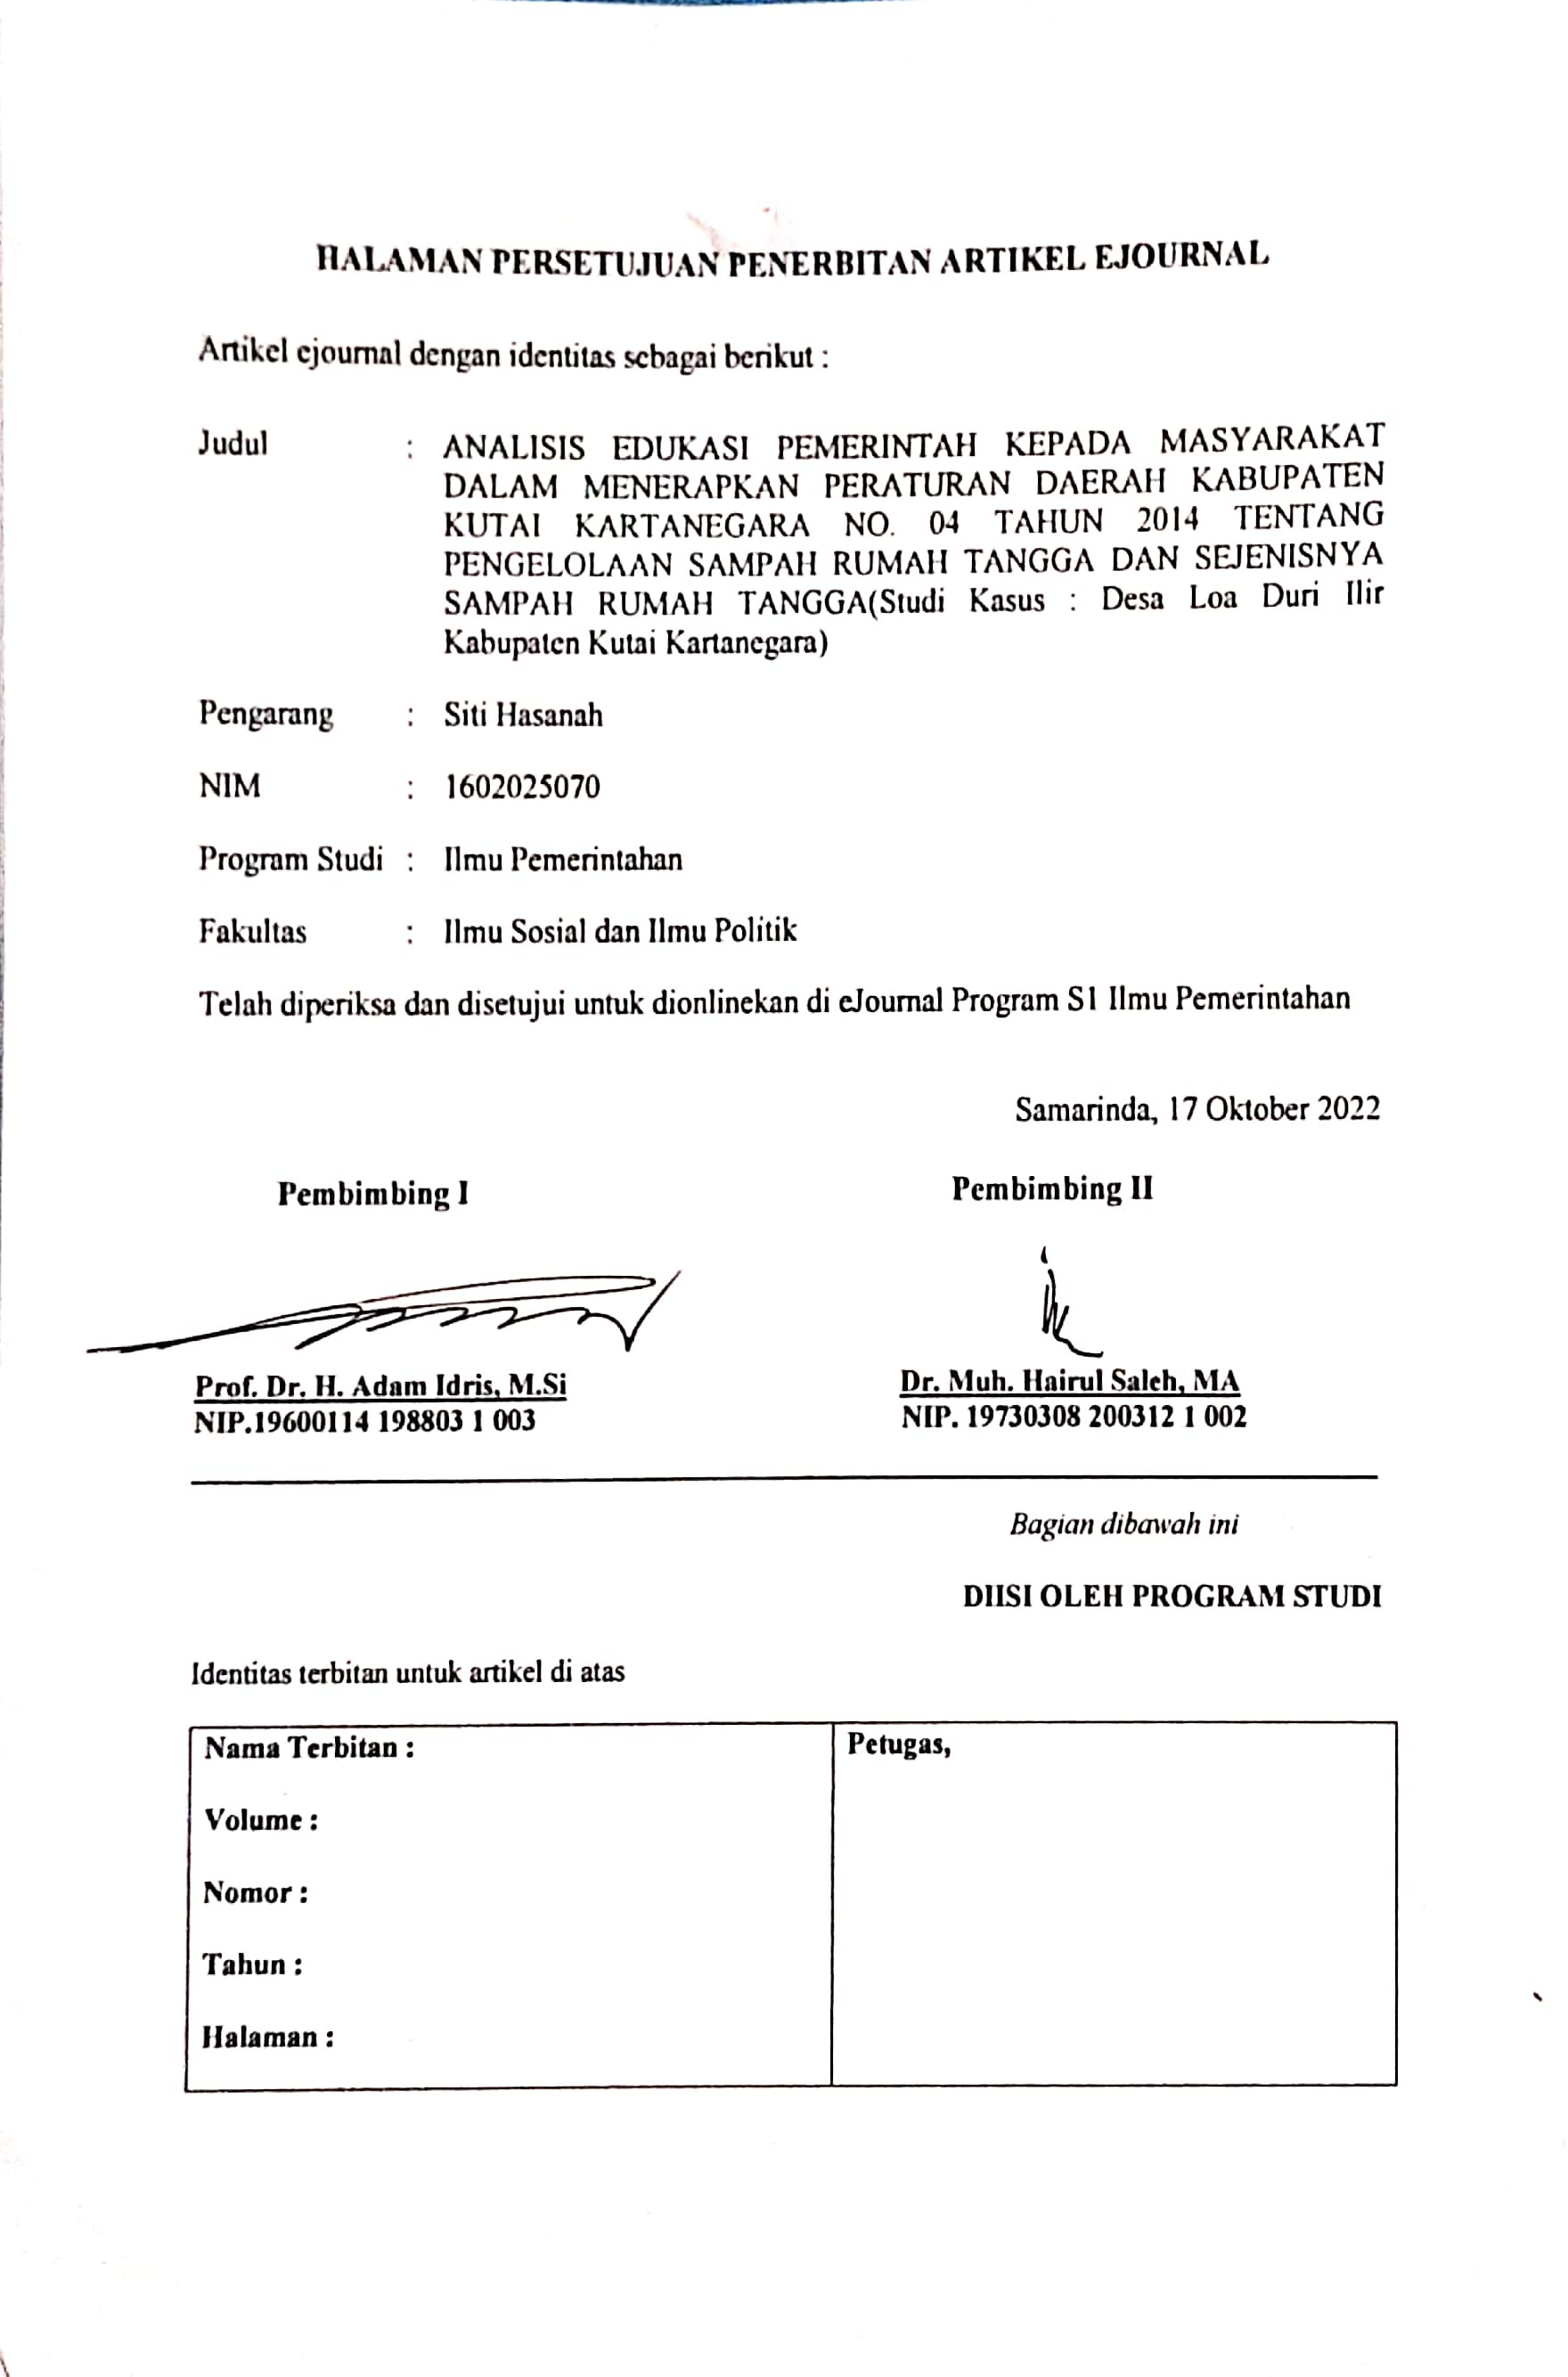 HALAMAN PERSETUJUAN PENERBITAN ARTIKEL EJOURNAL
Artikel ejournal dengan identitas sebagai berikut :
Judul : ANALISIS EDUKASI PEMERINTAH KEPADA MASYARAKAT
DALAM MENERAPKAN PERATURAN DAERAH KABUPATEN
KUTAI KARTANEGARA NO. 04 TAHUN 2014 TENTANG
PENGELOLAAN SAMPAH RUMAH TANGGA DAN SEJENISNYA
SAMPAH RUMAH TANGGA(Studi Kasus : Desa Loa Duri Ilir
Kabupaten Kutai Kartanegara)
Pengarang : Siti Hasanah
NIM : 1602025070
Program Studi : Ilmu Pemerintahan
Fakultas : Ilmu Sosial dan Ilmu Politik
Telah diperiksa dan disetujui untuk dionlinekan di eJournal Program S1 Ilmu Pemerintahan
Samarinda, 17 Oktober 2022
Pembimbing I Pembimbing II
Prof. Dr. H. Adam Idris, M.Si Dr. Muh. Hairul Saleh, MA
NIP.19600114 198803 1 003 NIP. 19730308 200312 1 002
Bagian dibawah ini
DIISI OLEH PROGRAM STUDI
Identitas terbitan untuk artikel di atas
Nama Terbitan : Petugas,
Volume :
Nomor :
Tahun :
Halaman :